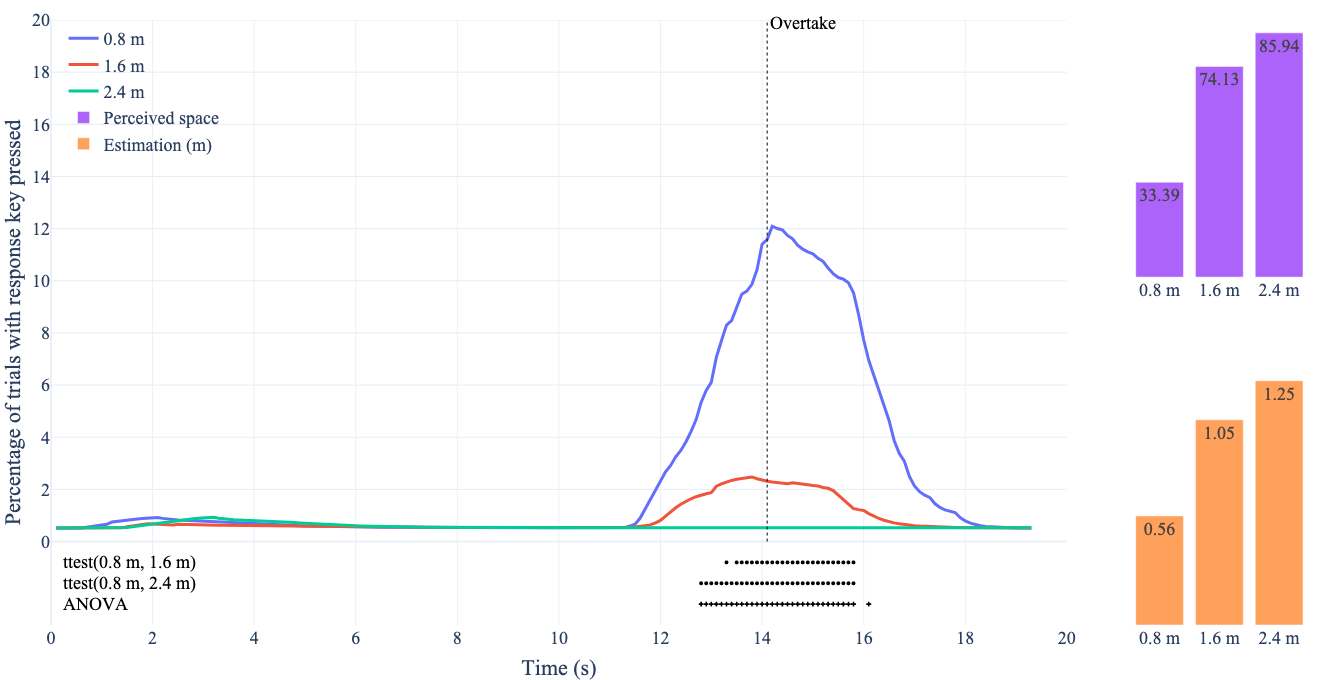 Percentage of trials with response key pressed
20
18
16
14
12
10
8
6
4
2
0
0.8 m
1.6 m
2.4 m
Perceived space
Estimation (m)
Overtake
ttest(0.8 m, 1.6 m)
ttest(0.8 m, 2.4 m)
ANOVA
0 2 4 6 8 10 12 14 16 18 20
Time (s)
33.39 74.13 85.94
0.8 m 1.6 m 2.4 m
0.56 1.05 1.25
0.8 m 1.6 m 2.4 m